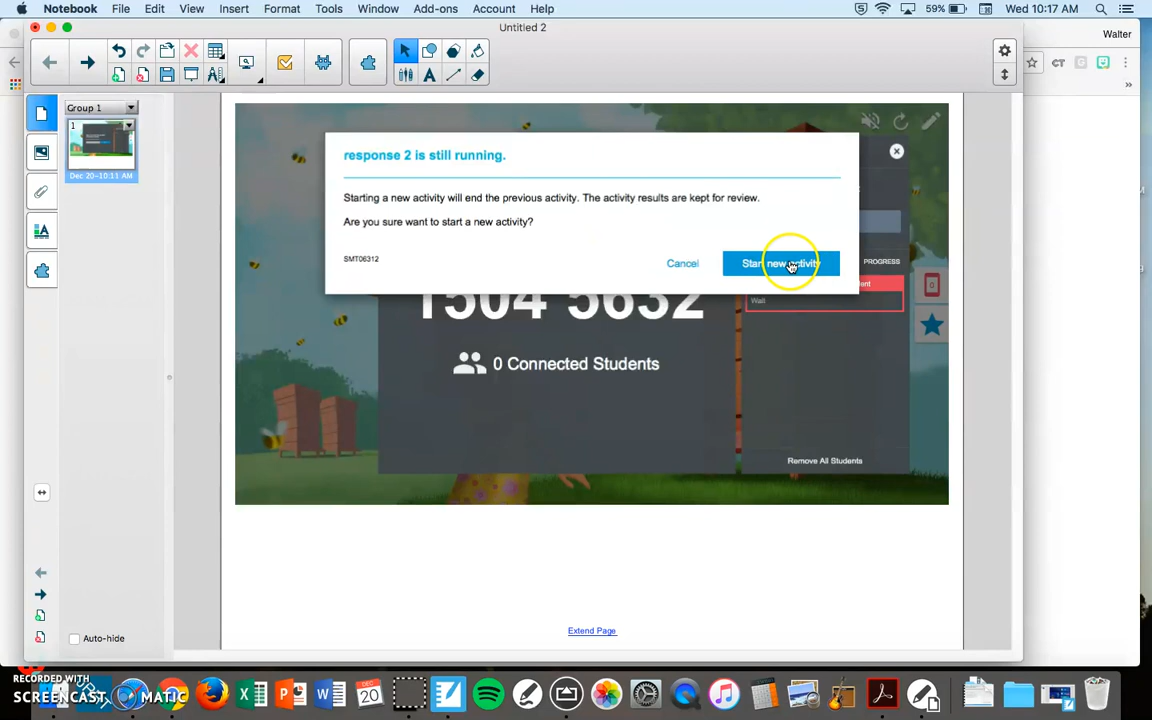 Notebook File Edit View Insert Format Tools Window Add-ons Account Help 59% Wed 10:17 AM
Untitled 2
Walter
Group 1
1
Dec 20-10:11 AM
response 2 is still running.
Starting a new activity will end the previous activity. The activity results are kept for review.
Are you sure want to start a new activity?
SMT06312
Cancel
Start new activity
PROGRESS
Wait
1504 5632
0 Connected Students
Remove All Students
Extend Page
Auto-hide
RECORDED WITH
SCREENCAST MATIC
DEC
20